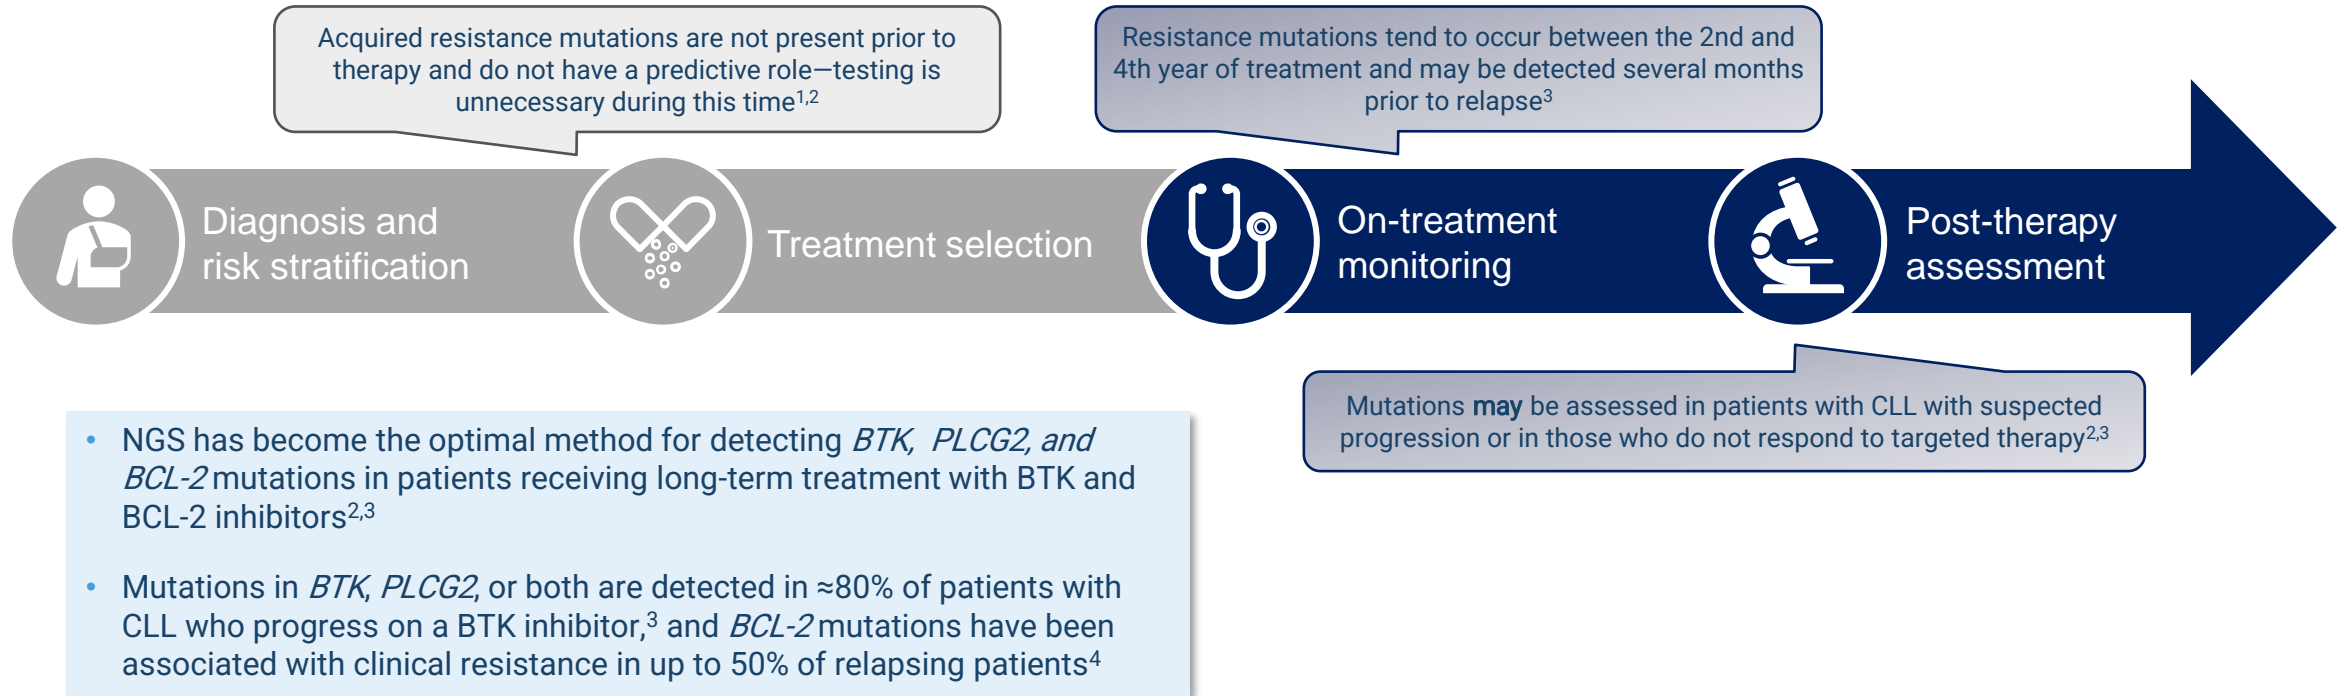 Acquired resistance mutations are not present prior to
therapy and do not have a predictive role—testing is
unnecessary during this time1,2
Resistance mutations tend to occur between the 2nd and
4th year of treatment and may be detected several months
prior to relapse3
Diagnosis and
risk stratification
Treatment selection
On-treatment
monitoring
Post-therapy
assessment
Mutations may be assessed in patients with CLL with suspected
progression or in those who do not respond to targeted therapy2,3
• NGS has become the optimal method for detecting BTK, PLCG2, and
BCL-2 mutations in patients receiving long-term treatment with BTK and
BCL-2 inhibitors2,3
• Mutations in BTK, PLCG2, or both are detected in ≈80% of patients with
CLL who progress on a BTK inhibitor,3 and BCL-2 mutations have been
associated with clinical resistance in up to 50% of relapsing patients4